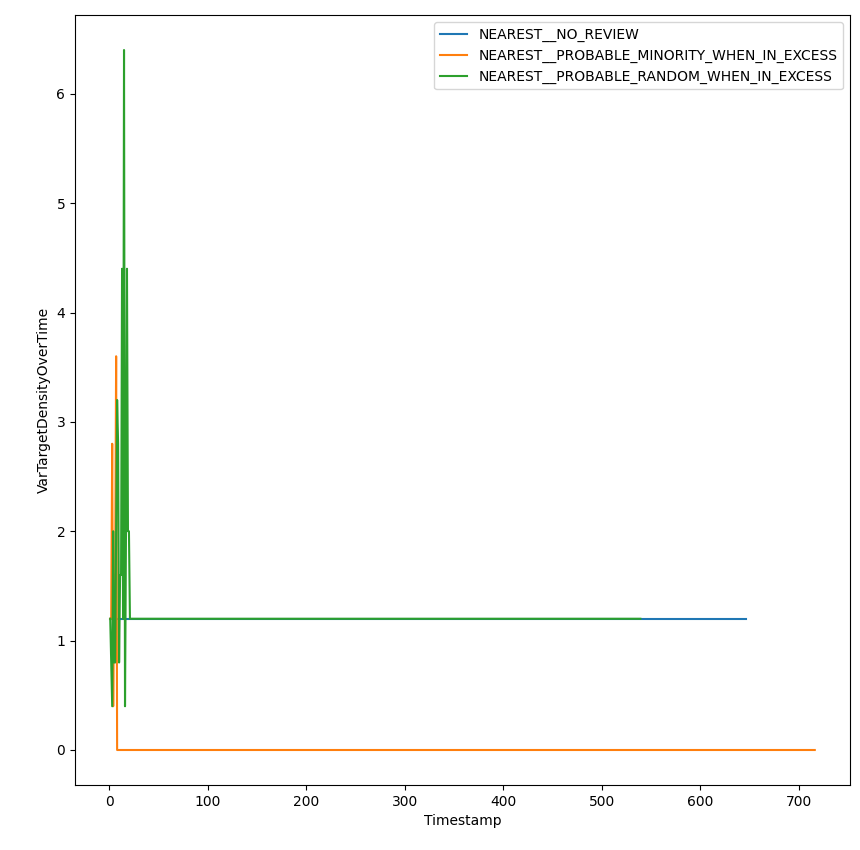 NEAREST__NO_REVIEW
NEAREST__PROBABLE_MINORITY_WHEN_IN_EXCESS
NEAREST__PROBABLE_RANDOM_WHEN_IN_EXCESS
VarTargetDensityOverTime
6
5
4
3
2
1
0
0 100 200 300 400 500 600 700
Timestamp